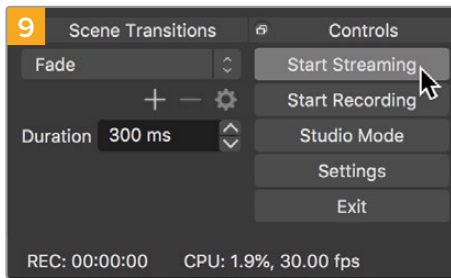 9
Scene Transitions
Controls
Fade
Start Streaming
Start Recording
Duration 300 ms
Studio Mode
Settings
Exit
REC: 00:00:00 CPU: 1.9%, 30.00 fps